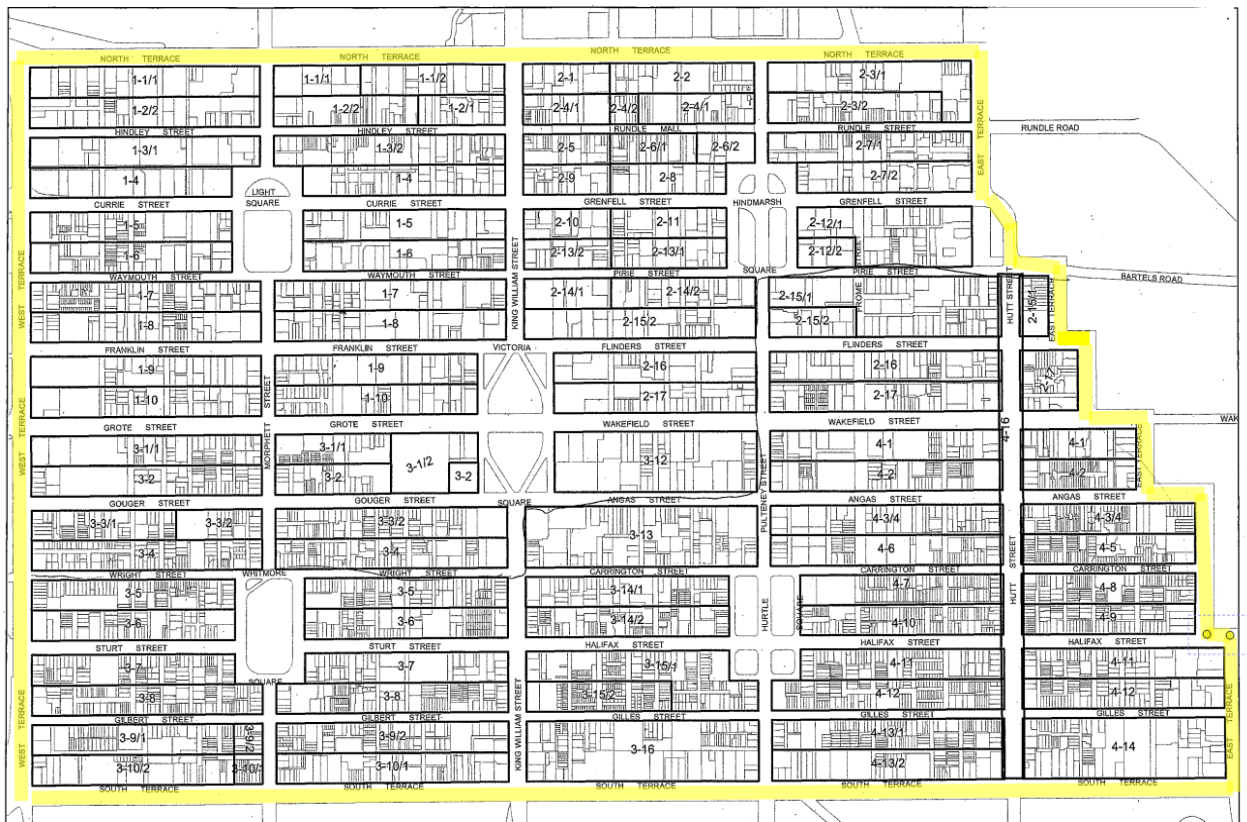 NORTH TERRACE NORTH TERRACE NORTH TERRACE NORTH TERRACE
1-1/1 1-1/1 1-1/2 2-1 2-2 2-3/1
1-2/2 1-2/2 1-2/1 2-4/1 2-4/2 2-4/1 2-3/2
EAST TERRACE
HINDLEY STREET HINDLEY STREET RUNDLE MALL RUNDLE STREET RUNDLE ROAD
1-3/1 1-3/2 2-5 2-6/1 2-6/2 2-7/1
1-4 1-4 2-9 2-8 2-7/2
LIGHT
SQUARE
CURRIE STREET CURRIE STREET GRENFELL STREET HINDMARSH GRENFELL STREET
1-5 1-5 2-10 2-11 2-12/1
1-6 1-6 2-13/2 2-13/1 2-12/2
WAYMOUTH STREET WAYMOUTH STREET PIRIE STREET SQUARE PIRIE STREET BARTELS ROAD
WEST TERRACE
KING WILLIAM STREET
FROME STREET
HUTT STREET
1-7 1-7 2-14/1 2-14/2 2-15/1 2-15/1
1-8 1-8 2-15/2 2-15/2
EAST TERRACE
FRANKLIN STREET FRANKLIN STREET VICTORIA FLINDERS STREET FLINDERS STREET
1-9 1-9 2-16 2-16
1-10 1-10 2-17 2-17
MORPHETT STREET
WEST TERRACE
GROTE STREET GROTE STREET WAKEFIELD STREET WAKEFIELD STREET WAK
4-16
3-1/1 3-1/1 3-1/2 3-12 4-1 4-1
3-2 3-2 3-2 4-2 4-2
EAST TERRACE
PULTENEY STREET
GOUGER STREET GOUGER STREET SQUARE ANGAS STREET ANGAS STREET ANGAS STREET
3-3/1 3-3/2 3-3/2 3-13 4-3/4 4-3/4
3-4 3-4 4-6 4-5
HUTT STREET
WRIGHT STREET WHITMORE WRIGHT STREET CARRINGTON STREET CARRINGTON STREET CARRINGTON STREET
3-5 3-5 3-14/1 4-7 4-8
3-6 3-6 3-14/2 4-10 4-9
HURTLE SQUARE
STURT STREET STURT STREET HALIFAX STREET HALIFAX STREET HALIFAX STREET
3-7 3-7 3-15/1 4-11 4-11
SQUARE
3-8 3-8 3-15/2 4-12 4-12
GILBERT STREET GILBERT STREET GILLES STREET GILLES STREET GILLES STREET
WEST TERRACE
KING WILLIAM STREET
EAST TERRACE
3-9/1 3-9/2 3-9/2 3-16 4-13/1 4-14
3-10/2 3-10/1 4-13/2
SOUTH TERRACE SOUTH TERRACE SOUTH TERRACE SOUTH TERRACE SOUTH TERRACE